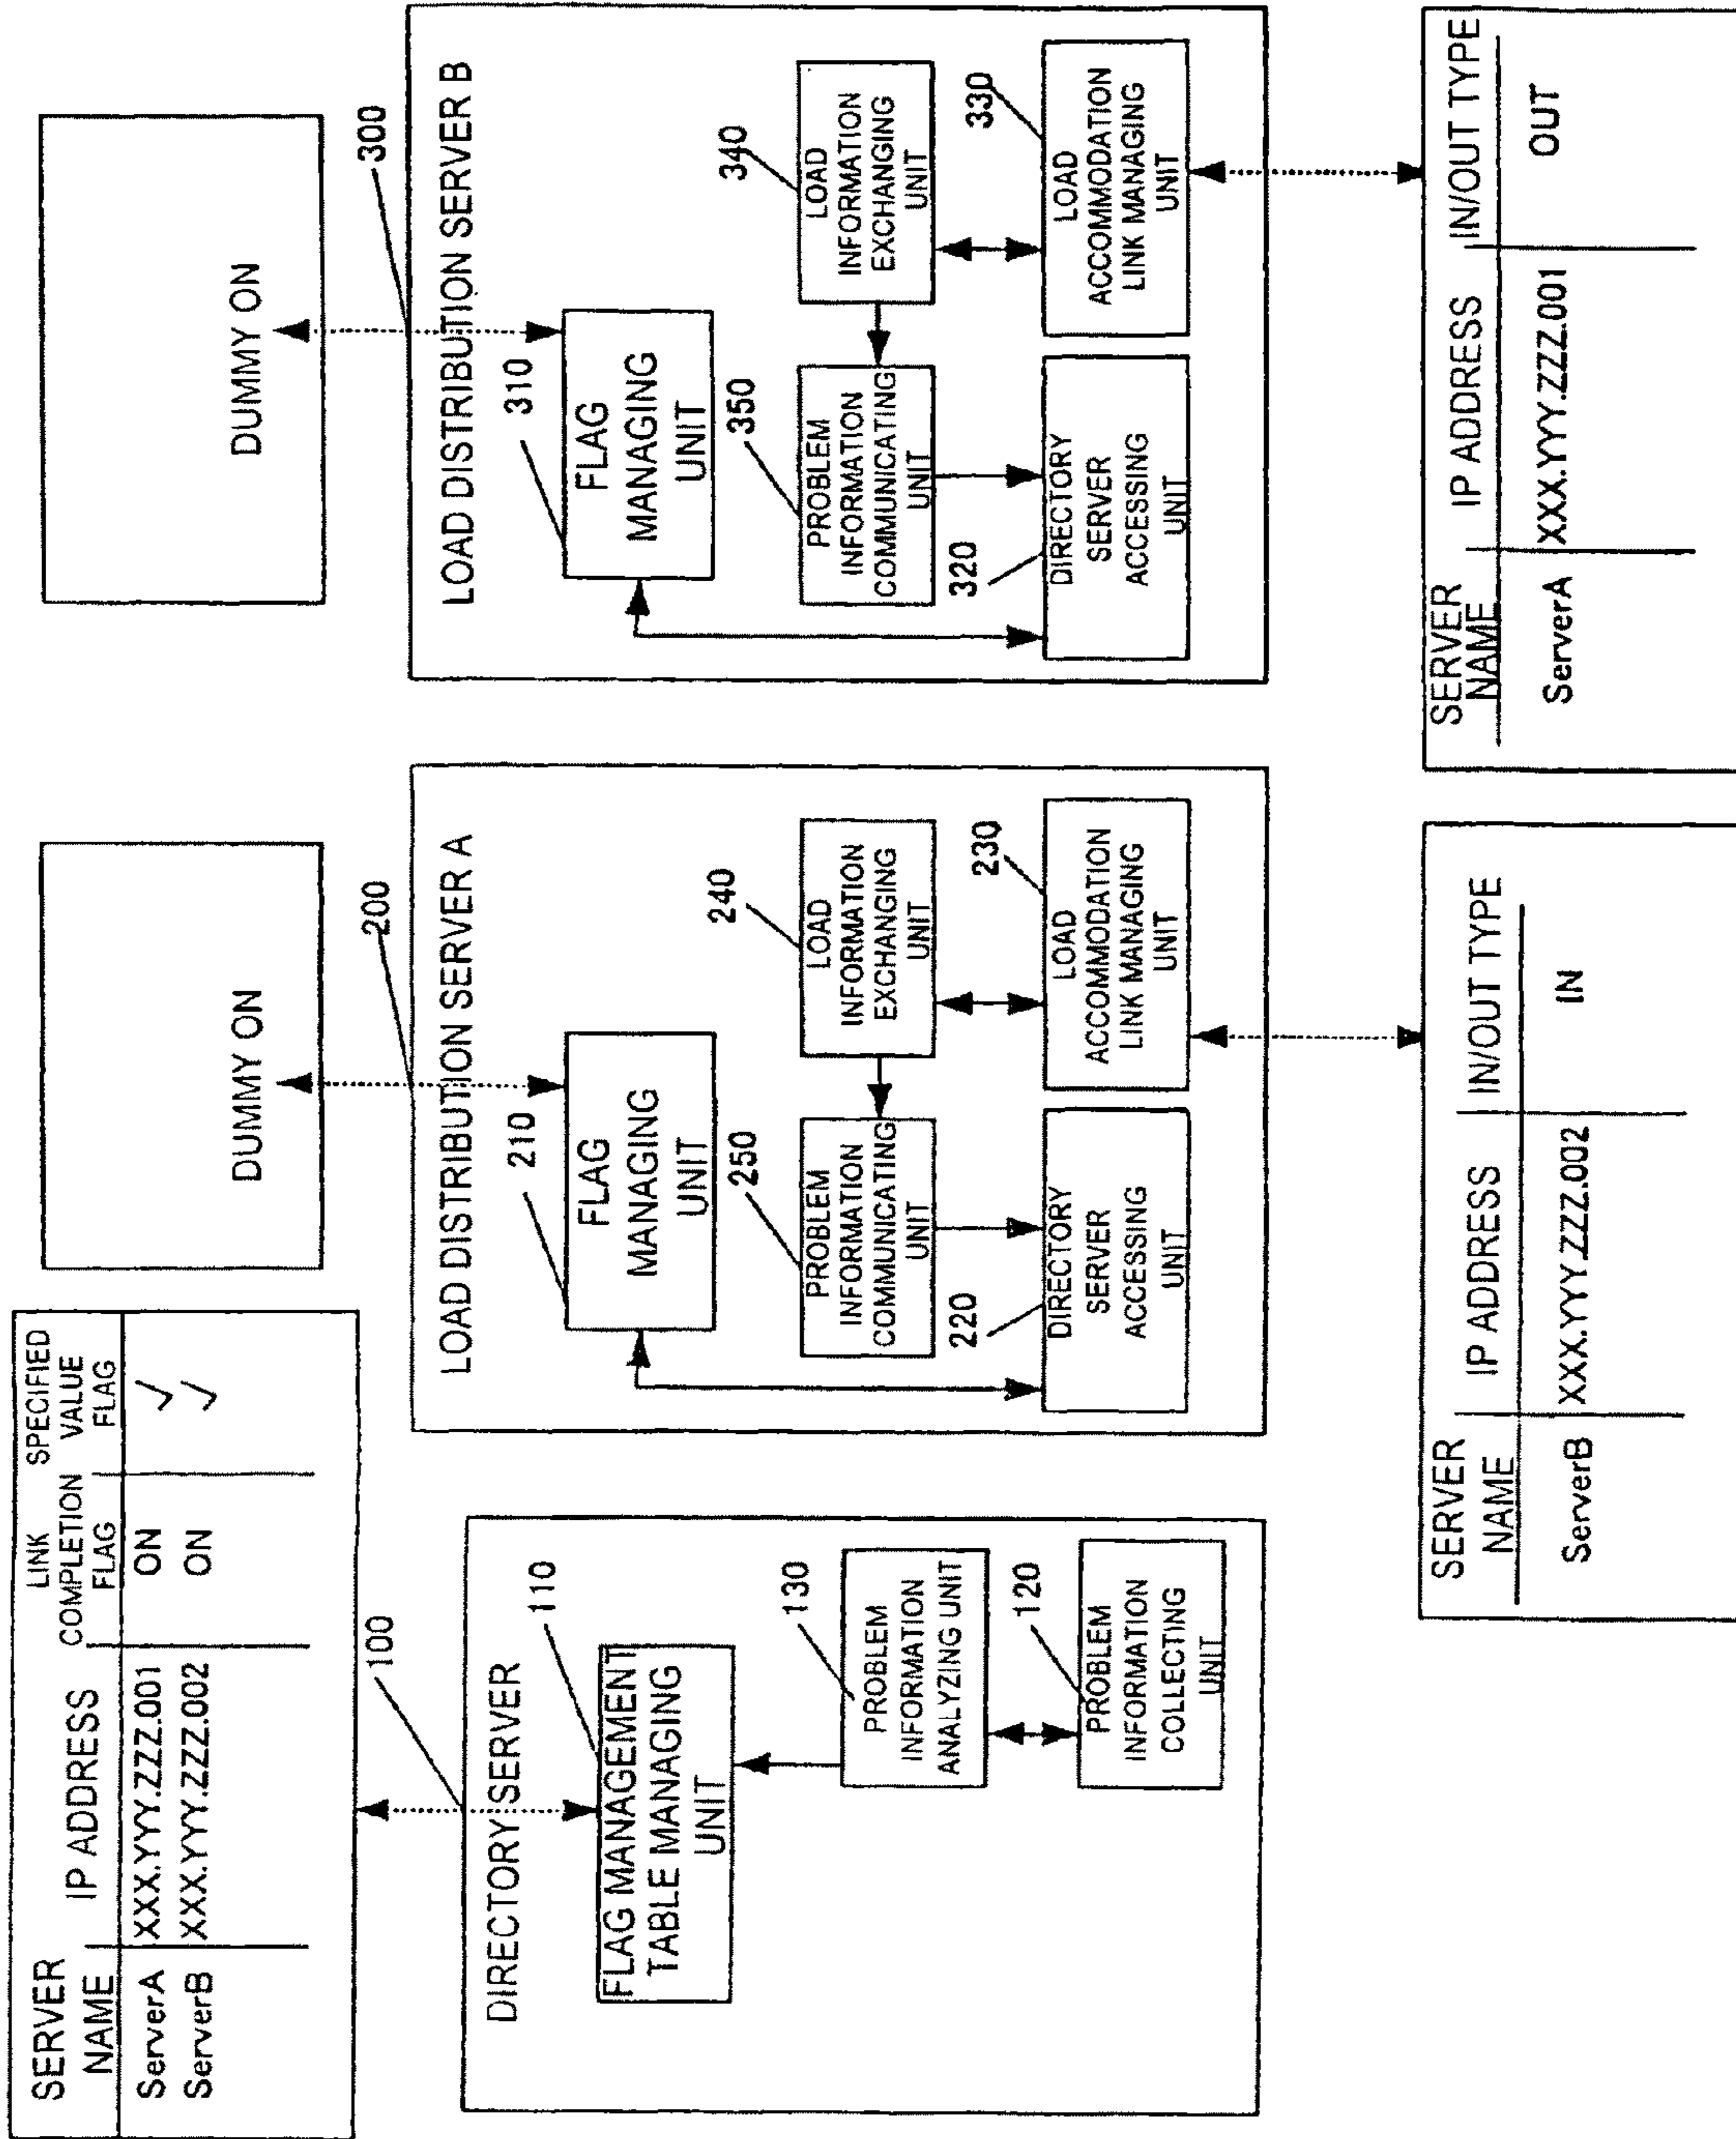 SERVER NAME IP ADDRESS LINK COMPLETION FLAG SPECIFIED VALUE FLAG
ServerA XXX.YYY.ZZZ.001 ON ✓
ServerB XXX.YYY.ZZZ.002 ON ✓
DUMMY ON
DUMMY ON
100
DIRECTORY SERVER
110
FLAG MANAGEMENT
TABLE MANAGING
UNIT
130
PROBLEM
INFORMATION
ANALYZING UNIT
120
PROBLEM
INFORMATION
COLLECTING
UNIT
200
LOAD DISTRIBUTION SERVER A
210
FLAG
MANAGING
UNIT
250
PROBLEM
INFORMATION
COMMUNICATING
UNIT
240
LOAD
INFORMATION
EXCHANGING
UNIT
220
DIRECTORY
SERVER
ACCESSING
UNIT
230
LOAD
ACCOMMODATION
LINK MANAGING
UNIT
300
LOAD DISTRIBUTION SERVER B
310
FLAG
MANAGING
UNIT
350
PROBLEM
INFORMATION
COMMUNICATING
UNIT
340
LOAD
INFORMATION
EXCHANGING
UNIT
320
DIRECTORY
SERVER
ACCESSING
UNIT
330
LOAD
ACCOMMODATION
LINK MANAGING
UNIT
SERVER NAME IP ADDRESS IN/OUT TYPE
ServerB XXX.YYY.ZZZ.002 IN
SERVER NAME IP ADDRESS IN/OUT TYPE
ServerA XXX.YYY.ZZZ.001 OUT